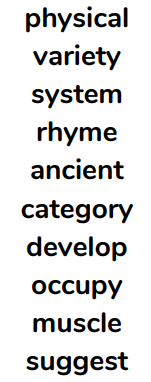 physical
variety
system
rhyme
ancient
category
develop
occupy
muscle
suggest